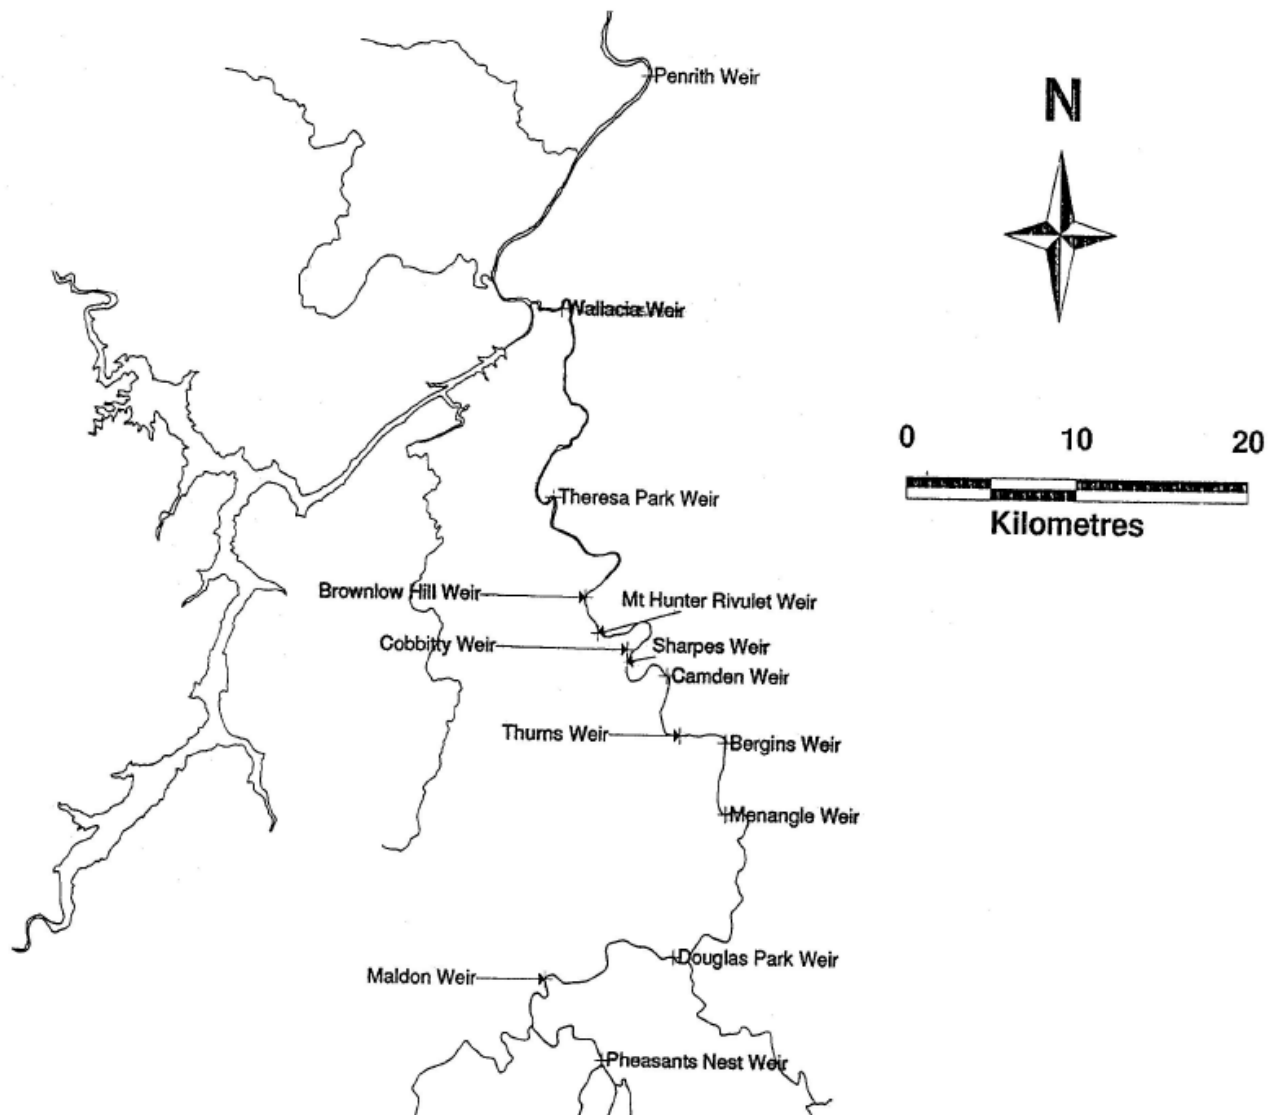 Penrith Weir
N
Wallacia Weir
0 10 20
Kilometres
Theresa Park Weir
Brownlow Hill Weir
Mt Hunter Rivulet Weir
Cobbitty Weir
Sharpes Weir
Camden Weir
Thurns Weir
Bergins Weir
Menangle Weir
Douglas Park Weir
Maldon Weir
Pheasants Nest Weir